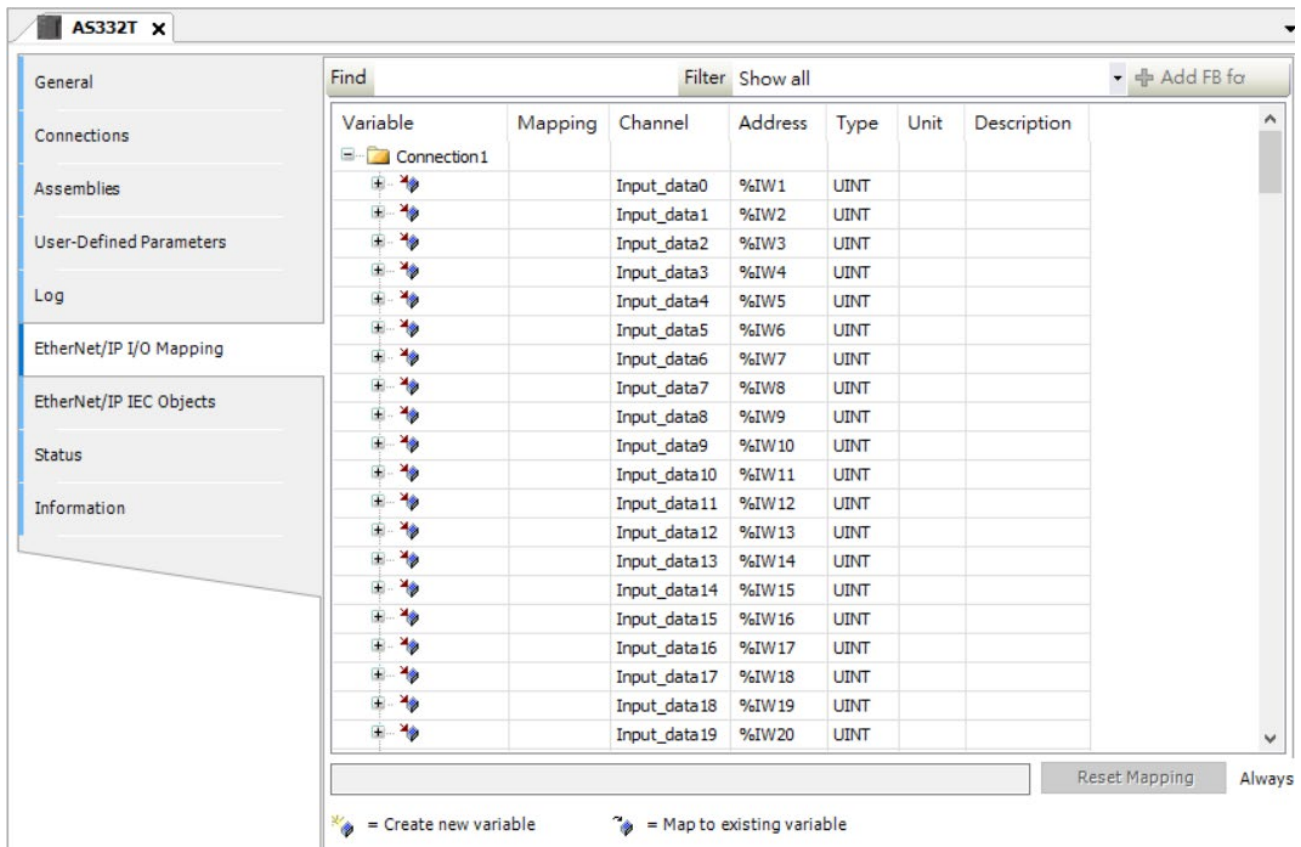 AS332T
General
Connections
Assemblies
User-Defined Parameters
Log
EtherNet/IP I/O Mapping
EtherNet/IP IEC Objects
Status
Information
Find Filter Show all Add FB fo
Variable Mapping Channel Address Type Unit Description
Connection1
Input_data0 %IW1 UINT
Input_data1 %IW2 UINT
Input_data2 %IW3 UINT
Input_data3 %IW4 UINT
Input_data4 %IW5 UINT
Input_data5 %IW6 UINT
Input_data6 %IW7 UINT
Input_data7 %IW8 UINT
Input_data8 %IW9 UINT
Input_data9 %IW10 UINT
Input_data10 %IW11 UINT
Input_data11 %IW12 UINT
Input_data12 %IW13 UINT
Input_data13 %IW14 UINT
Input_data14 %IW15 UINT
Input_data15 %IW16 UINT
Input_data16 %IW17 UINT
Input_data17 %IW18 UINT
Input_data18 %IW19 UINT
Input_data19 %IW20 UINT
Reset Mapping Always
= Create new variable = Map to existing variable